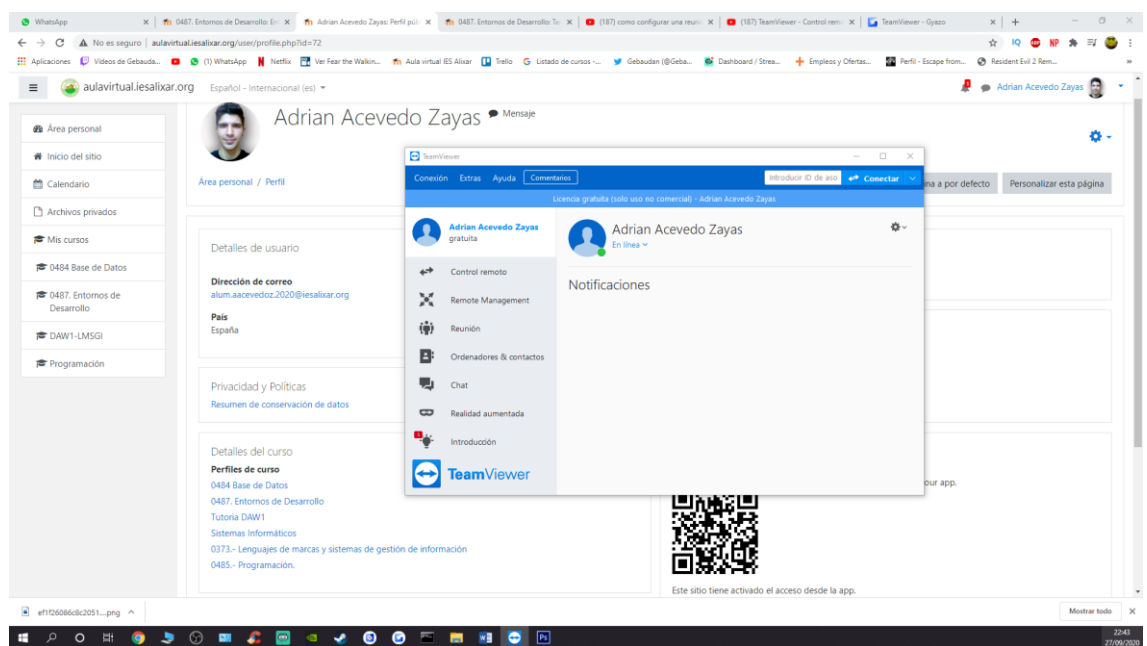 WhatsApp
0487. Entornos de Desarrollo: En
Adrian Acevedo Zayas: Perfil púb
0487. Entornos de Desarrollo: Ta
(187) como configurar una reuni
(187) TeamViewer - Control remo
TeamViewer - Gyazo
No es seguro | aulavirtual.iesalixar.org/user/profile.php?id=72
Aplicaciones
Vídeos de Gebauda...
(1) WhatsApp
Netflix
Ver Fear the Walkin...
Aula virtual IES Alixar
Trello
Listado de cursos -...
Gebaudan (@Geba...
Dashboard / Strea...
Empleos y Ofertas...
Perfil - Escape from...
Resident Evil 2 Rem...
aulavirtual.iesalixar.org
Español - Internacional (es)
Adrian Acevedo Zayas
Área personal
Inicio del sitio
Calendario
Archivos privados
Mis cursos
0484 Base de Datos
0487. Entornos de
Desarrollo
DAW1-LMSGI
Programación
Adrian Acevedo Zayas
Mensaje
Área personal / Perfil
na a por defecto
Personalizar esta página
Detalles de usuario
Dirección de correo
alum.aacevedoz.2020@iesalixar.org
País
España
Privacidad y Políticas
Resumen de conservación de datos
Detalles del curso
Perfiles de curso
0484 Base de Datos
0487. Entornos de Desarrollo
Tutoria DAW1
Sistemas Informáticos
0373.- Lenguajes de marcas y sistemas de gestión de información
0485.- Programación.
TeamViewer
Conexión Extras Ayuda Comentarios
Introducir ID de aso
Conectar
Licencia gratuita (solo uso no comercial) - Adrian Acevedo Zayas
Adrian Acevedo Zayas
gratuita
Control remoto
Remote Management
Reunión
Ordenadores & contactos
Chat
Realidad aumentada
Introducción
TeamViewer
Adrian Acevedo Zayas
En línea
Notificaciones
our app.
Este sitio tiene activado el acceso desde la app.
ef1f26086c8c2051....png
Mostrar todo
22:43
27/09/2020